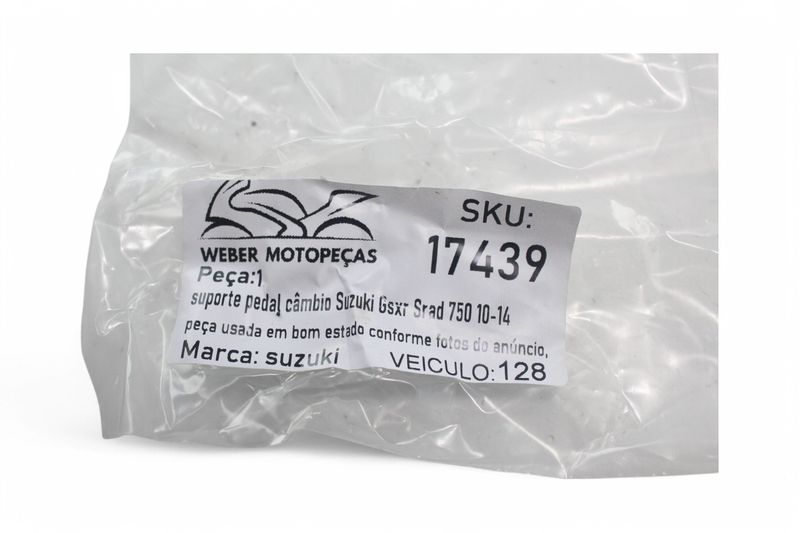 WEBER MOTOPEÇAS
SKU:
17439
Peça:1
suporte pedal câmbio Suzuki Gsxr Srad 750 10-14
peça usada em bom estado conforme fotos do anúncio,
Marca: suzuki
VEICULO:128